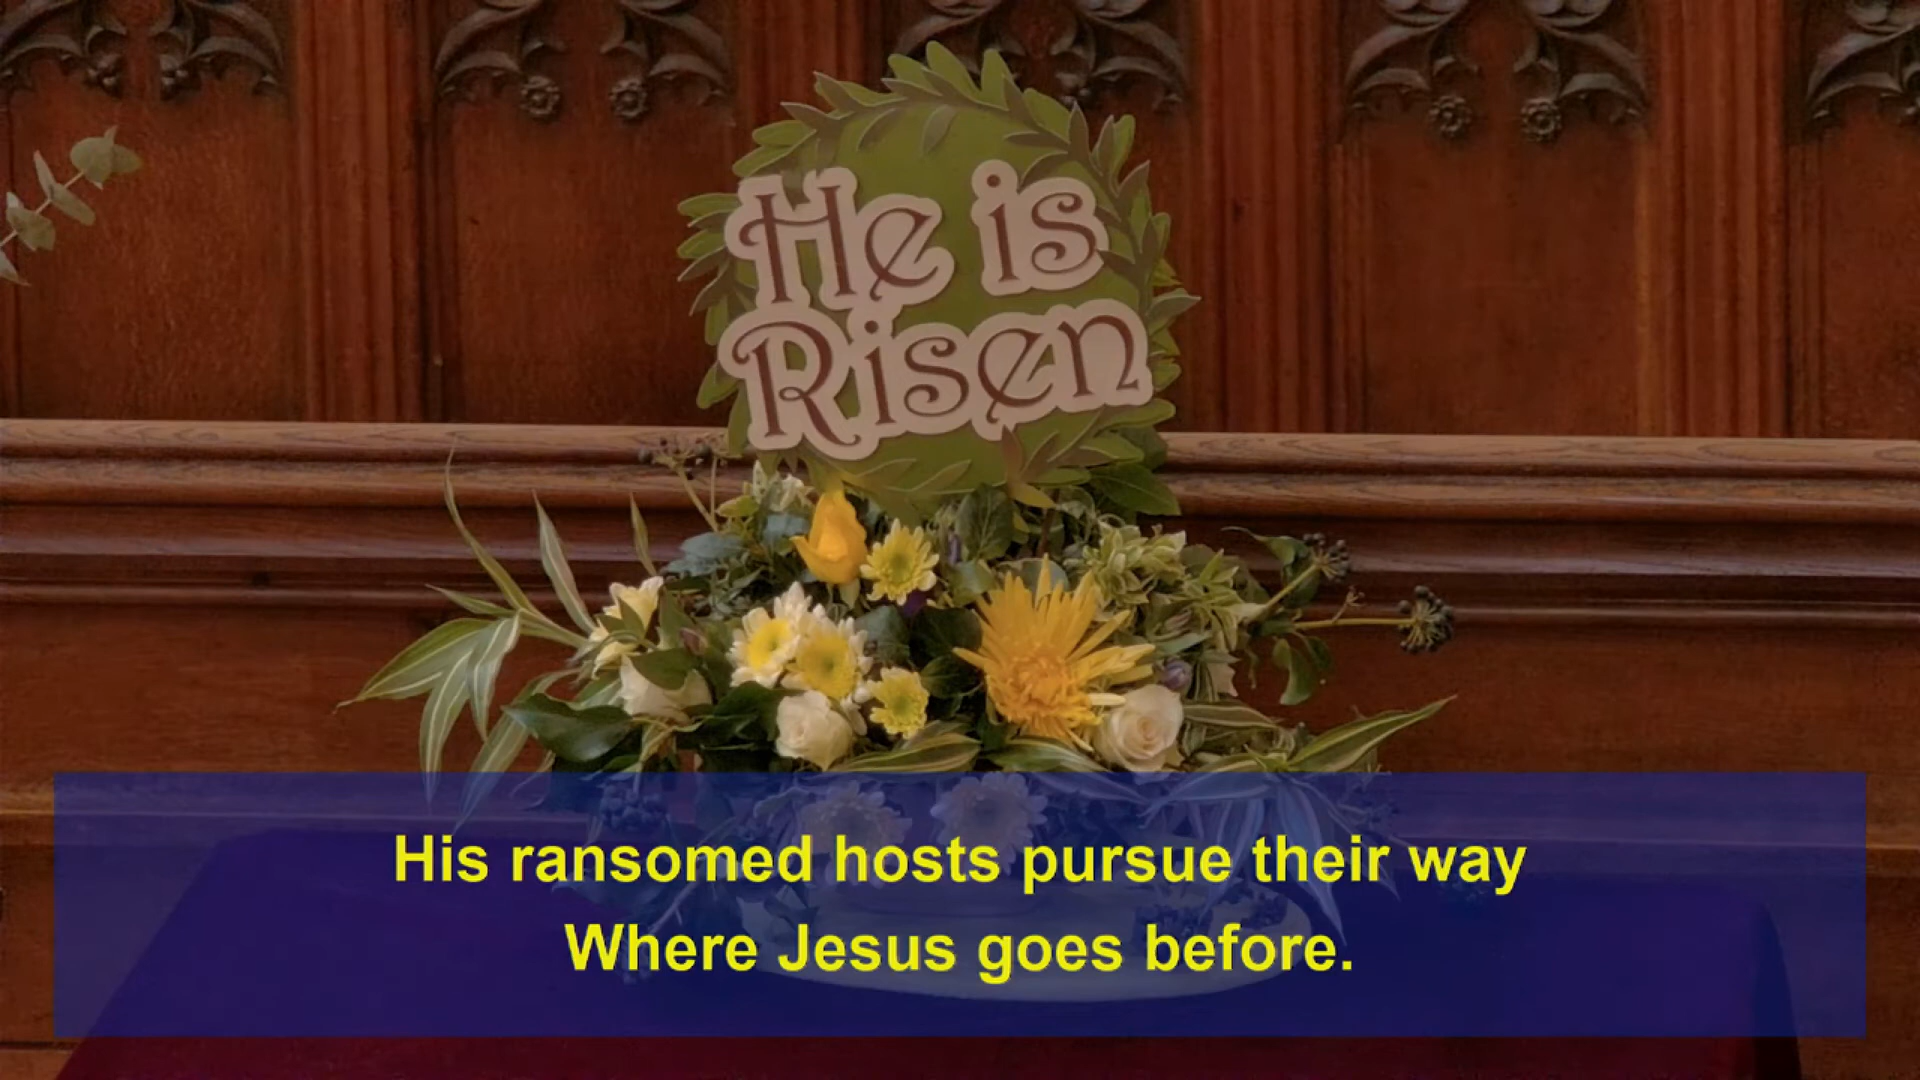 He is
Risen
His ransomed hosts pursue their way
Where Jesus goes before.